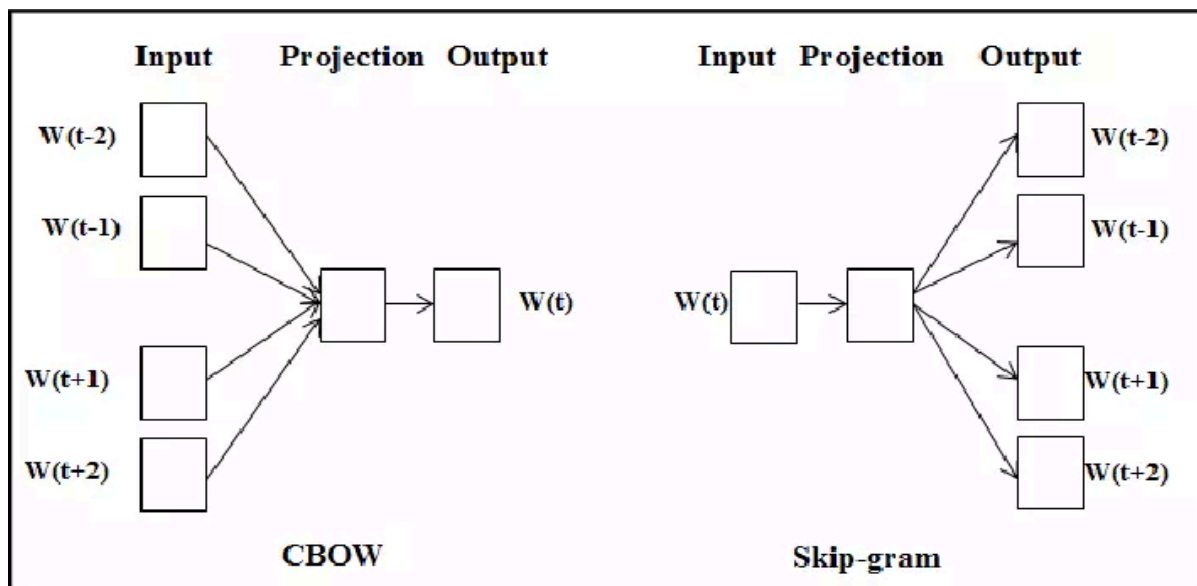 Input Projection Output
W(t-2)
W(t-1)
W(t+1)
W(t+2)
W(t)
CBOW
Input Projection Output
W(t)
W(t-2)
W(t-1)
W(t+1)
W(t+2)
Skip-gram